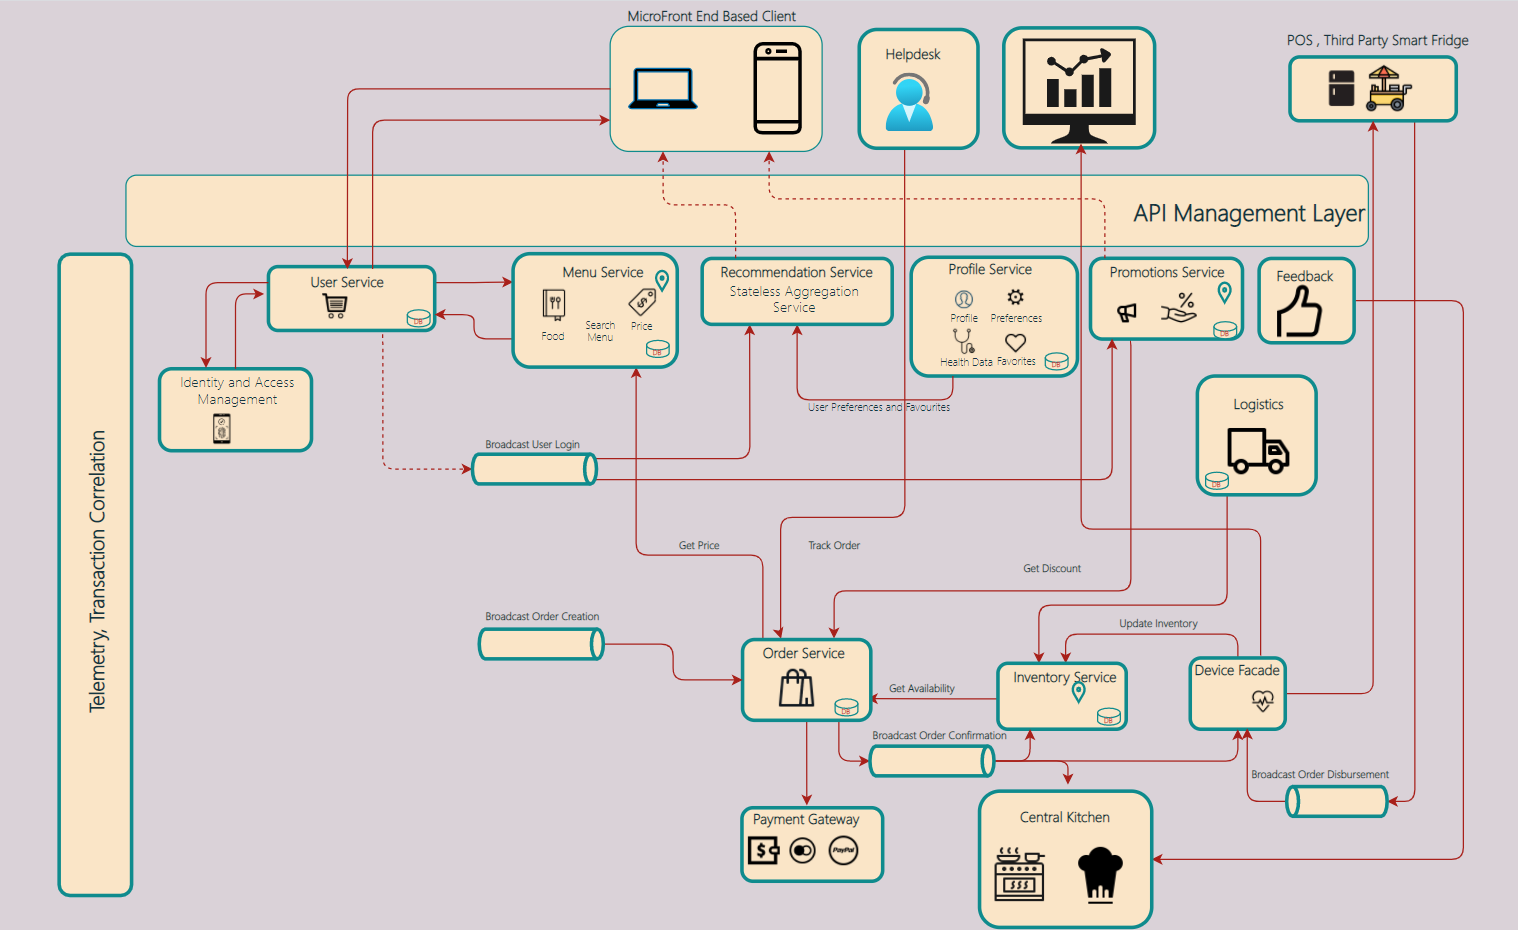 MicroFront End Based Client
Helpdesk
POS , Third Party Smart Fridge
API Management Layer
User Service
DB
Menu Service
Food
Search
Menu
Price
DB
Recommendation Service
Stateless Aggregation
Service
Profile Service
Profile
Preferences
Health Data
Favorites
DB
Promotions Service
DB
Feedback
Identity and Access
Management
User Preferences and Favourites
Logistics
DB
Broadcast User Login
Telemetry, Transaction Correlation
Get Price
Track Order
Get Discount
Broadcast Order Creation
Update Inventory
Order Service
DB
Get Availability
Inventory Service
DB
Device Facade
Broadcast Order Confirmation
Broadcast Order Disbursement
Payment Gateway
PayPal
Central Kitchen